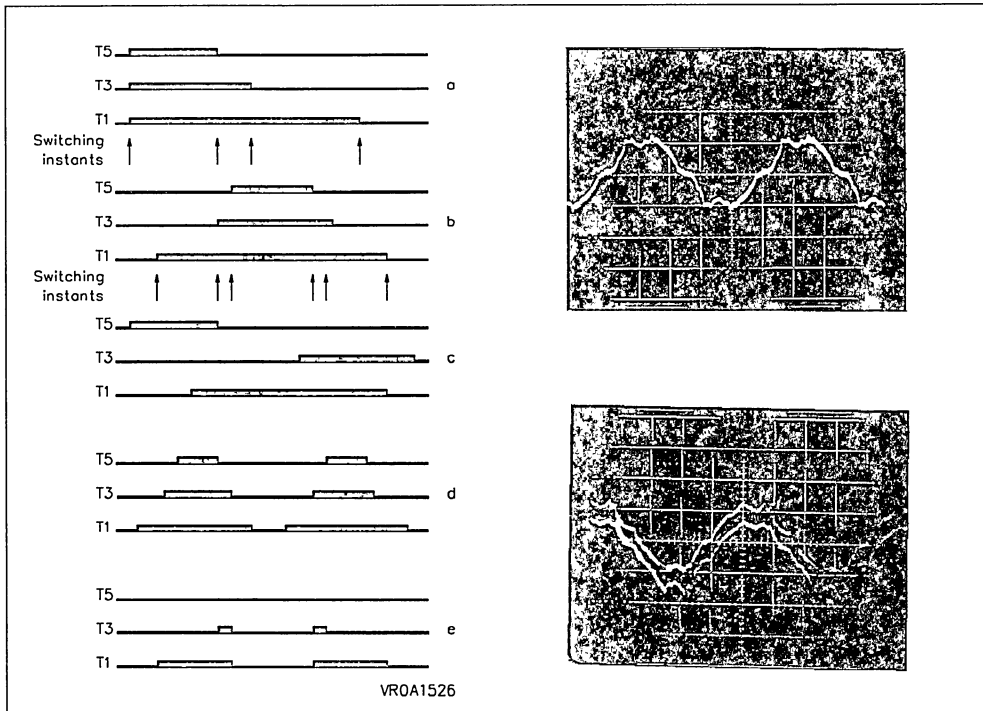 T5
T3 a
T1
Switching
instants
T5
T3 b
T1
Switching
instants
T5
T3 c
T1
T5
T3 d
T1
T5
T3 e
T1
VR0A1526